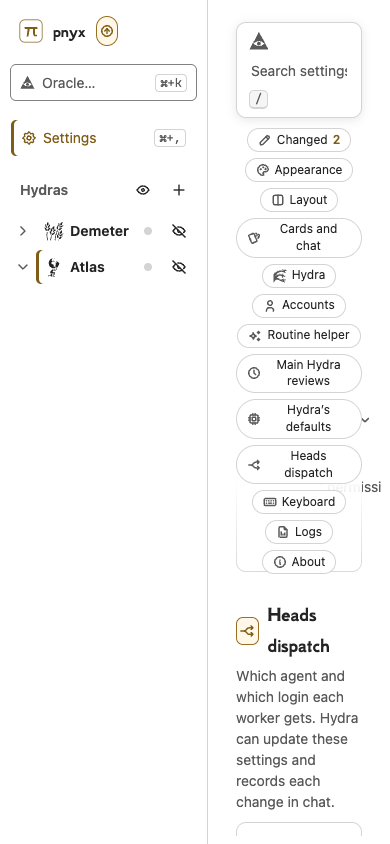 pnyx
Oracle...
⌘+k
Settings
⌘+,
Hydras
Demeter
Atlas
Search settings
/
Changed 2
Appearance
Layout
Cards and
chat
Hydra
Accounts
Routine helper
Main Hydra
reviews
Hydra's
defaults
Heads
dispatch
Keyboard
Logs
About
Heads
dispatch
Which agent and
which login each
worker gets. Hydra
can update these
settings and
records each
change in chat.